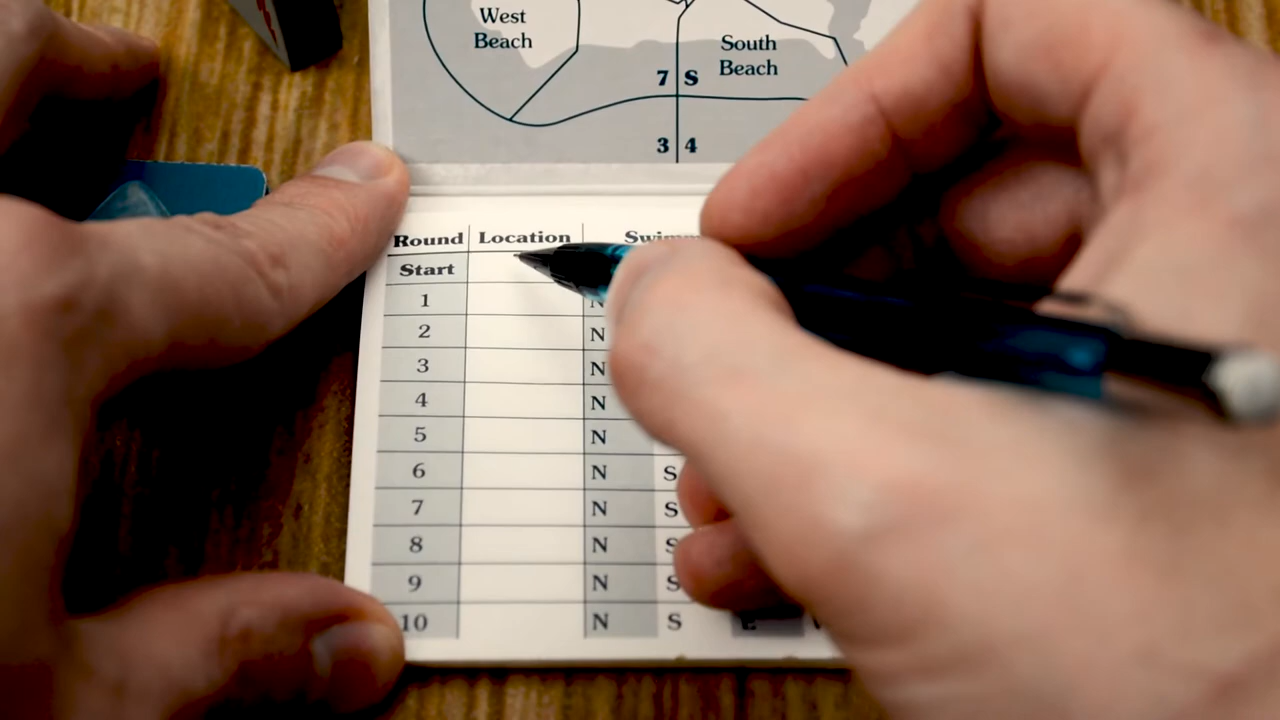 West
Beach
South
Beach
7 S
3 4
Round Location
Start
1 N
2 N
3 N
4 N
5 N
6 N S
7 N S
8 N S
9 N S
10 N S E